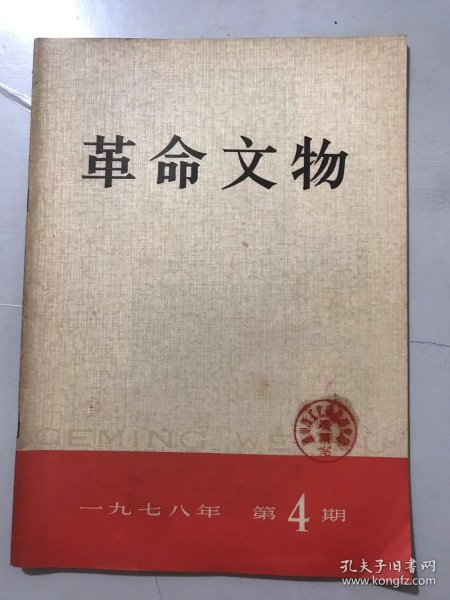 革命文物
GEMING WENWU
一九七八年 第4期
孔夫子旧书网
www.kongfz.com